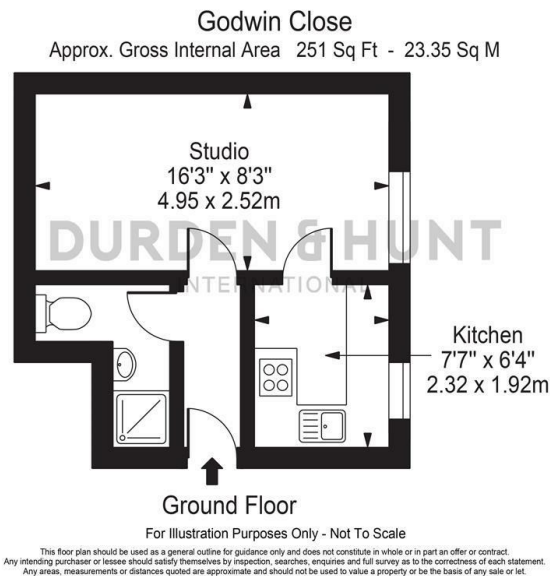 Godwin Close
Approx. Gross Internal Area 251 Sq Ft - 23.35 Sq M
Studio
16'3" x 8'3"
4.95 x 2.52m
DURDEN & HUNT
INTERNATIONAL
Kitchen
7'7" x 6'4"
2.32 x 1.92m
Ground Floor
For Illustration Purposes Only - Not To Scale
This floor plan should be used as a general outline for guidance only and does not constitute in whole or in part an offer or contract.
Any intending purchaser or lessee should satisfy themselves by inspection, searches, enquiries and full survey as to the correctness of each statement.
Any areas, measurements or distances quoted are approximate and should not be used to value a property or be the basis of any sale or let.